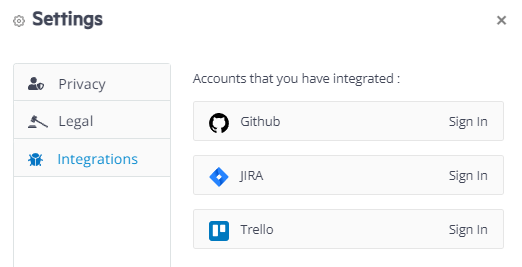 Settings
Privacy
Legal
Integrations
Accounts that you have integrated :
Github Sign In
JIRA Sign In
Trello Sign In